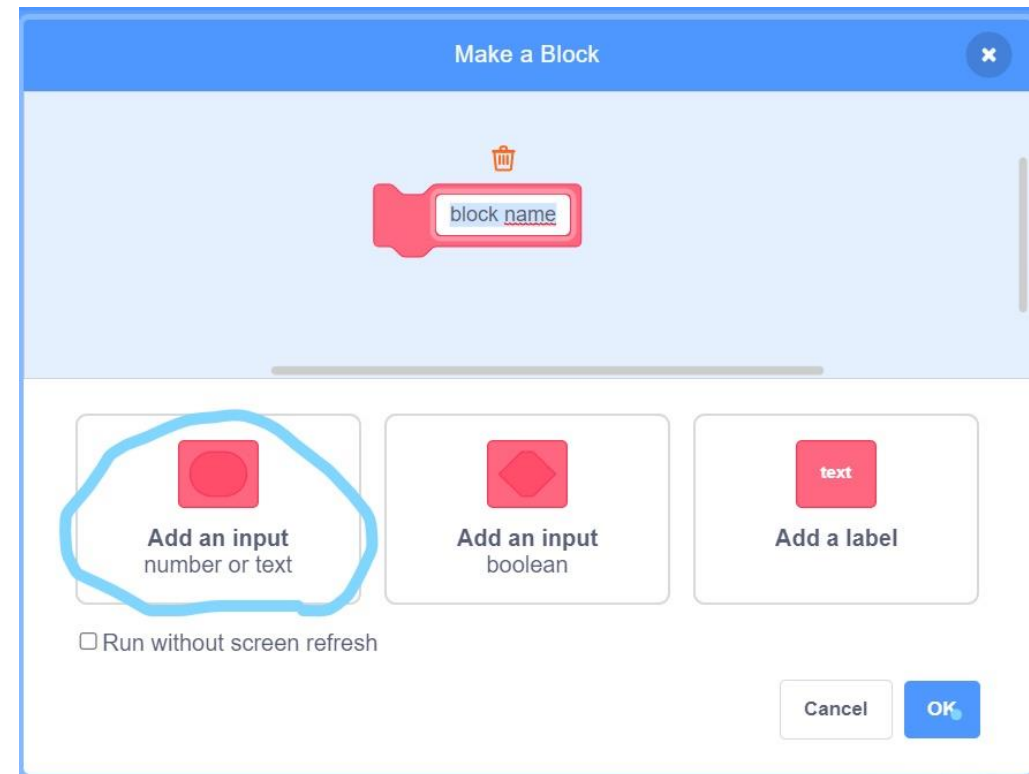 Make a Block
block name
text
Add an input
number or text
Add an input
boolean
Add a label
Run without screen refresh
Cancel
OK